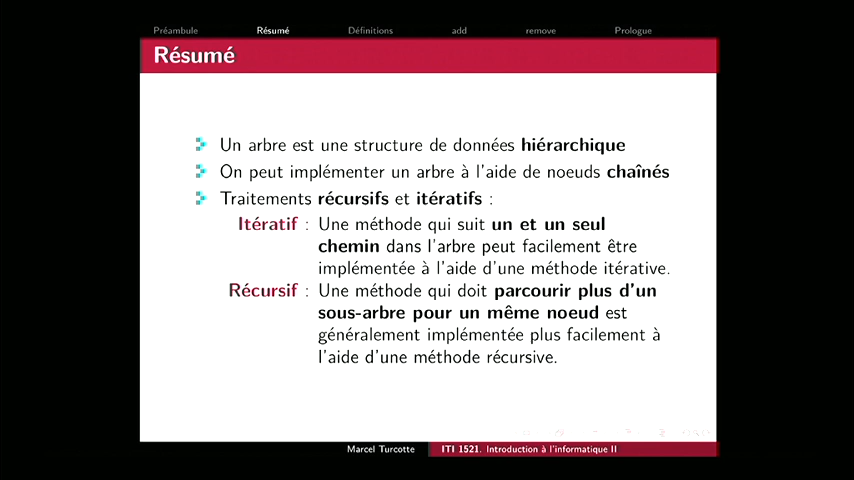 Préambule Résumé Définitions add remove Prologue
Résumé
Un arbre est une structure de données hiérarchique
On peut implémenter un arbre à l'aide de noeuds chaînés
Traitements récursifs et itératifs :
Itératif : Une méthode qui suit un et un seul
chemin dans l'arbre peut facilement être
implémentée à l'aide d'une méthode itérative.
Récursif : Une méthode qui doit parcourir plus d'un
sous-arbre pour un même noeud est
généralement implémentée plus facilement à
l'aide d'une méthode récursive.
Marcel Turcotte ITI 1521. Introduction à l'informatique II